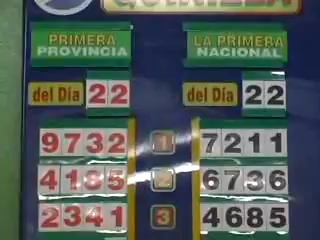 QUINIELA
PRIMERA PROVINCIA
LA PRIMERA NACIONAL
del Día 22
del Día 22
9732 1 7211
4185 2 6736
2341 3 4685